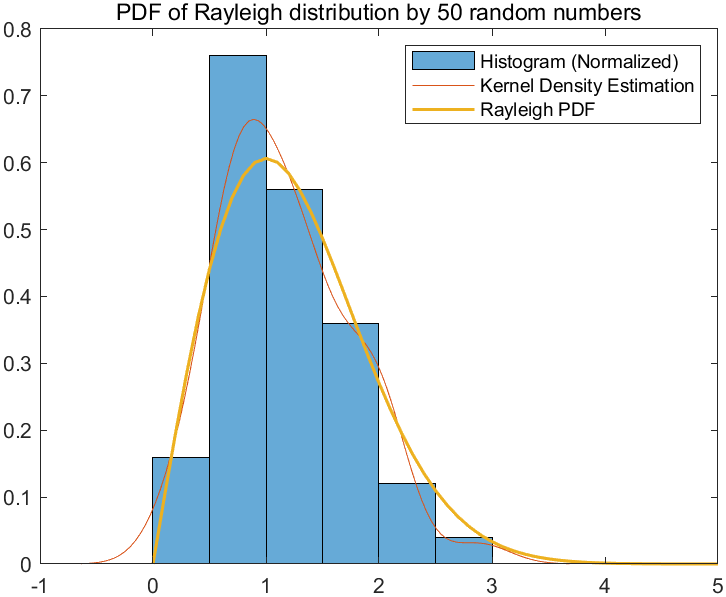 PDF of Rayleigh distribution by 50 random numbers
0.8
0.7
0.6
0.5
0.4
0.3
0.2
0.1
0
Histogram (Normalized)
Kernel Density Estimation
Rayleigh PDF
-1 0 1 2 3 4 5